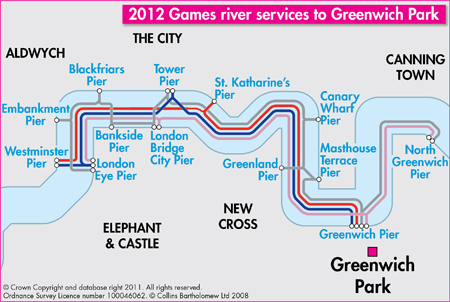 2012 Games river services to Greenwich Park
THE CITY
ALDWYCH
CANNING
TOWN
Blackfriars
Pier
Tower
Pier
St. Katharine's
Pier
Embankment
Pier
Canary
Wharf
Pier
Bankside
Pier
London
Bridge
City Pier
Westminster
Pier
London
Eye Pier
Greenland
Pier
Masthouse
Terrace
Pier
North
Greenwich
Pier
NEW
CROSS
ELEPHANT
& CASTLE
Greenwich Pier
Greenwich
Park
© Crown Copyright and database right 2011. All rights reserved.
Ordnance Survey Licence number 100046062. © Collins Bartholomew Ltd 2008